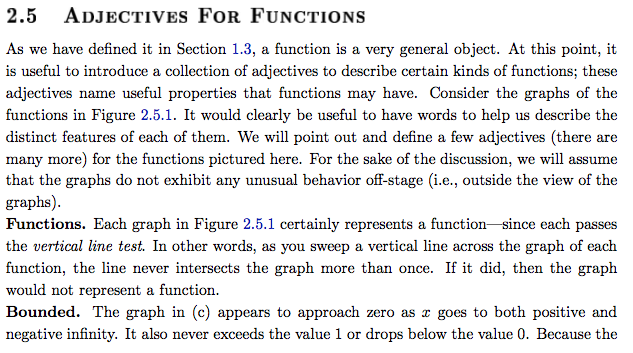 2.5 ADJECTIVES FOR FUNCTIONS
As we have defined it in Section 1.3, a function is a very general object. At this point, it
is useful to introduce a collection of adjectives to describe certain kinds of functions; these
adjectives name useful properties that functions may have. Consider the graphs of the
functions in Figure 2.5.1. It would clearly be useful to have words to help us describe the
distinct features of each of them. We will point out and define a few adjectives (there are
many more) for the functions pictured here. For the sake of the discussion, we will assume
that the graphs do not exhibit any unusual behavior off-stage (i.e., outside the view of the
graphs).
Functions. Each graph in Figure 2.5.1 certainly represents a function—since each passes
the vertical line test. In other words, as you sweep a vertical line across the graph of each
function, the line never intersects the graph more than once. If it did, then the graph
would not represent a function.
Bounded. The graph in (c) appears to approach zero as x goes to both positive and
negative infinity. It also never exceeds the value 1 or drops below the value 0. Because the